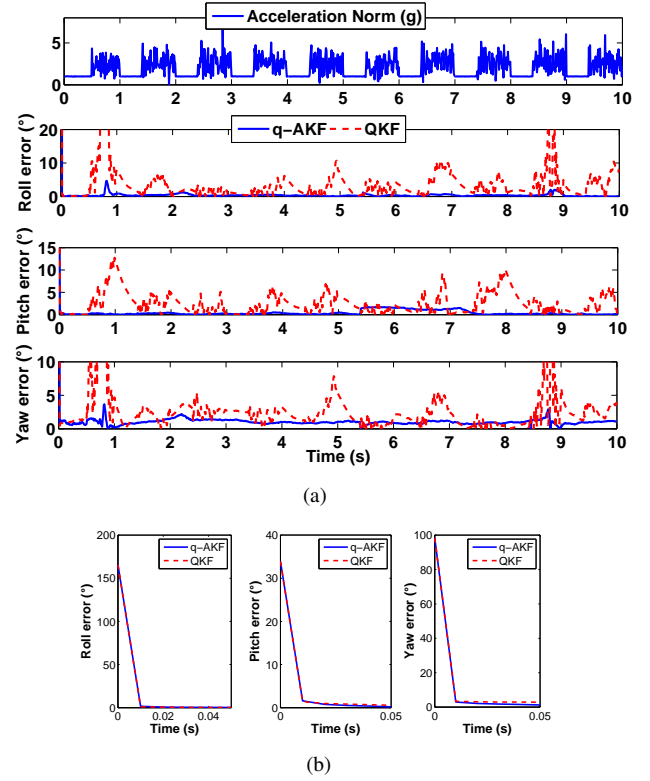 Acceleration Norm (g)
5
0
0 1 2 3 4 5 6 7 8 9 10
q-AKF QKF
Roll error (°)
20
15
10
5
0
0 1 2 3 4 5 6 7 8 9 10
Pitch error (°)
15
10
5
0
0 1 2 3 4 5 6 7 8 9 10
Yaw error (°)
10
5
0
0 1 2 3 4 5 6 7 8 9 10
Time (s)
(a)
Roll error (°)
200
150
100
50
0
0 0.02 0.04
Time (s)
q-AKF
QKF
Pitch error (°)
40
30
20
10
0
0 0.05
Time (s)
q-AKF
QKF
Yaw error (°)
100
80
60
40
20
0
0 0.05
Time (s)
q-AKF
QKF
(b)